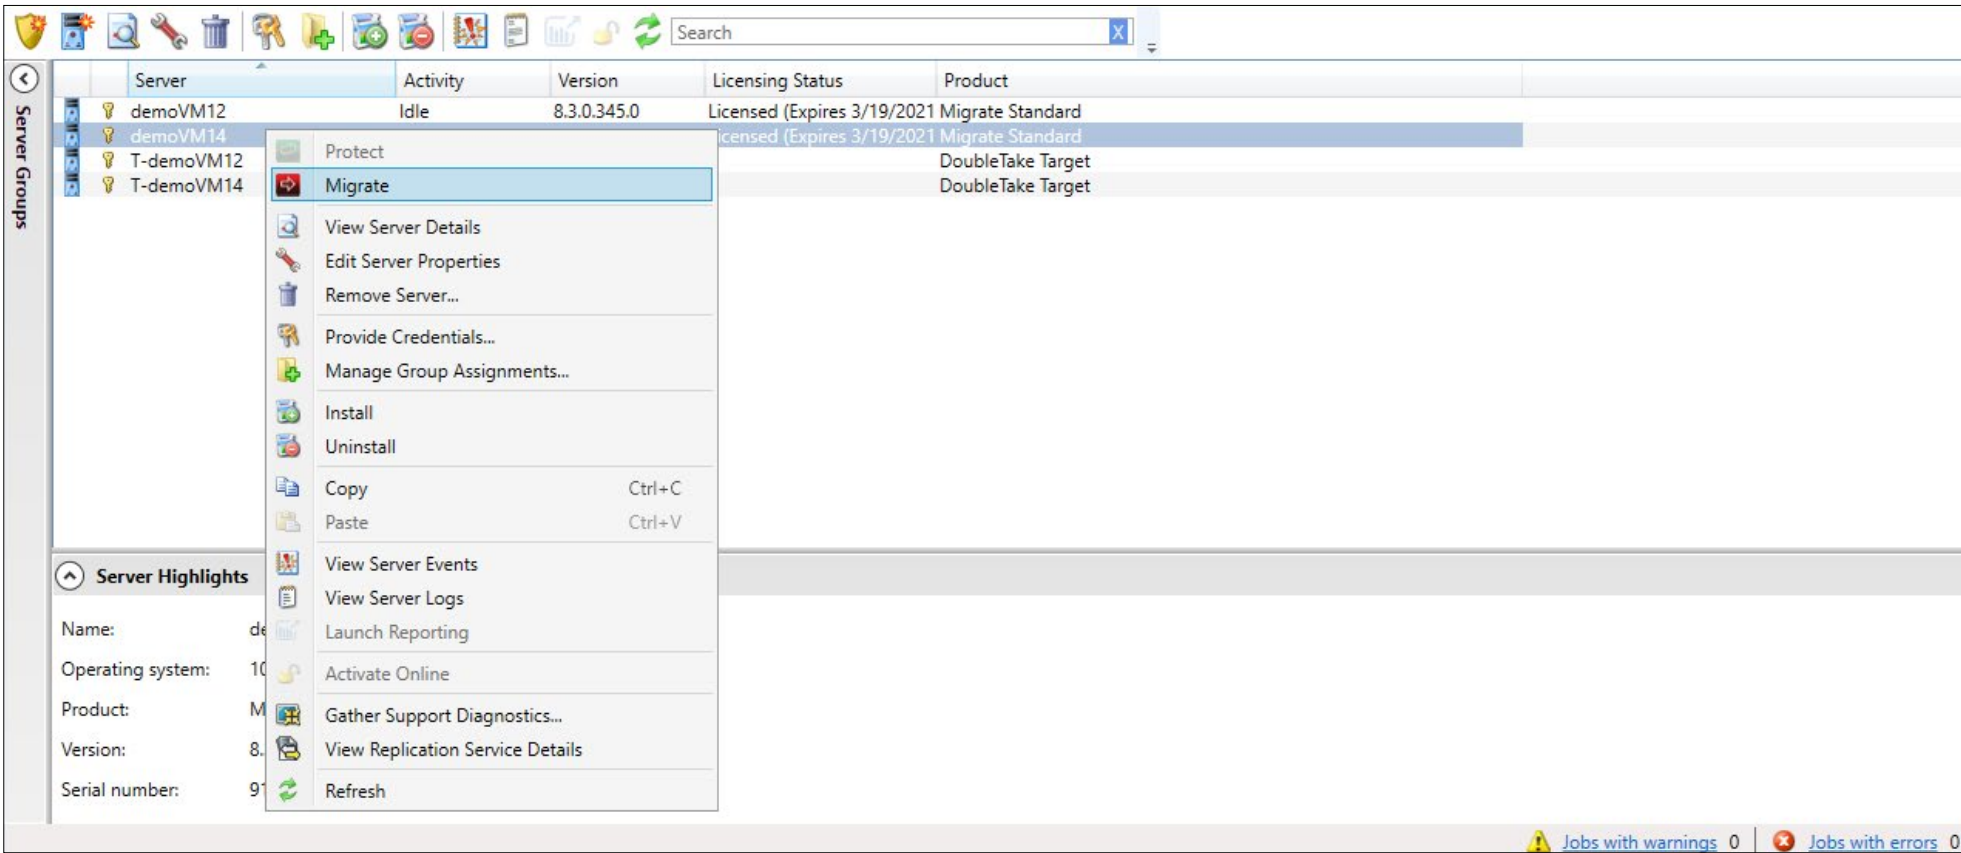 Search X
Server Groups
Server Activity Version Licensing Status Product
demoVM12 Idle 8.3.0.345.0 Licensed (Expires 3/19/2021 Migrate Standard
demoVM14 icensed (Expires 3/19/2021 Migrate Standard
T-demoVM12 DoubleTake Target
T-demoVM14 DoubleTake Target
Protect
Migrate
View Server Details
Edit Server Properties
Remove Server...
Provide Credentials...
Manage Group Assignments...
Install
Uninstall
Copy Ctrl+C
Paste Ctrl+V
View Server Events
View Server Logs
Launch Reporting
Activate Online
Gather Support Diagnostics...
View Replication Service Details
Refresh
Server Highlights
Name: de
Operating system: 10
Product: M
Version: 8.
Serial number: 91
Jobs with warnings 0 Jobs with errors 0